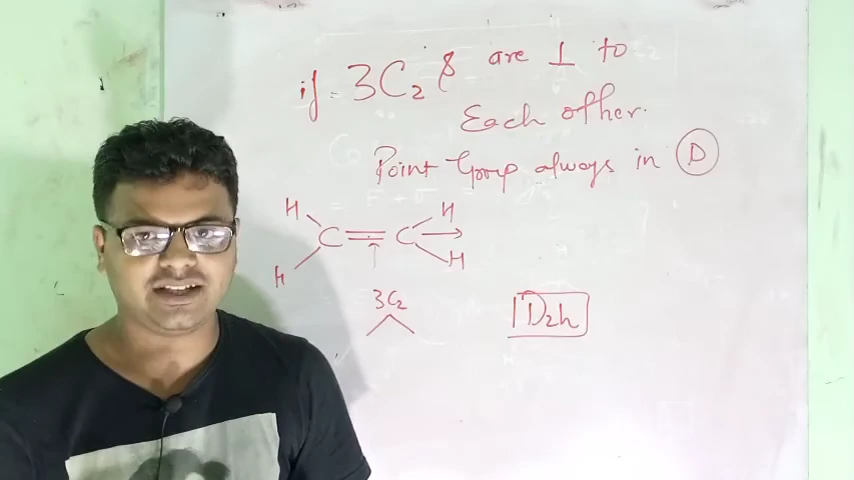 if 3C₂'s are ⊥ to
Each other.
Point Group always in D
H H
C = C
H H
3C₂
D₂h